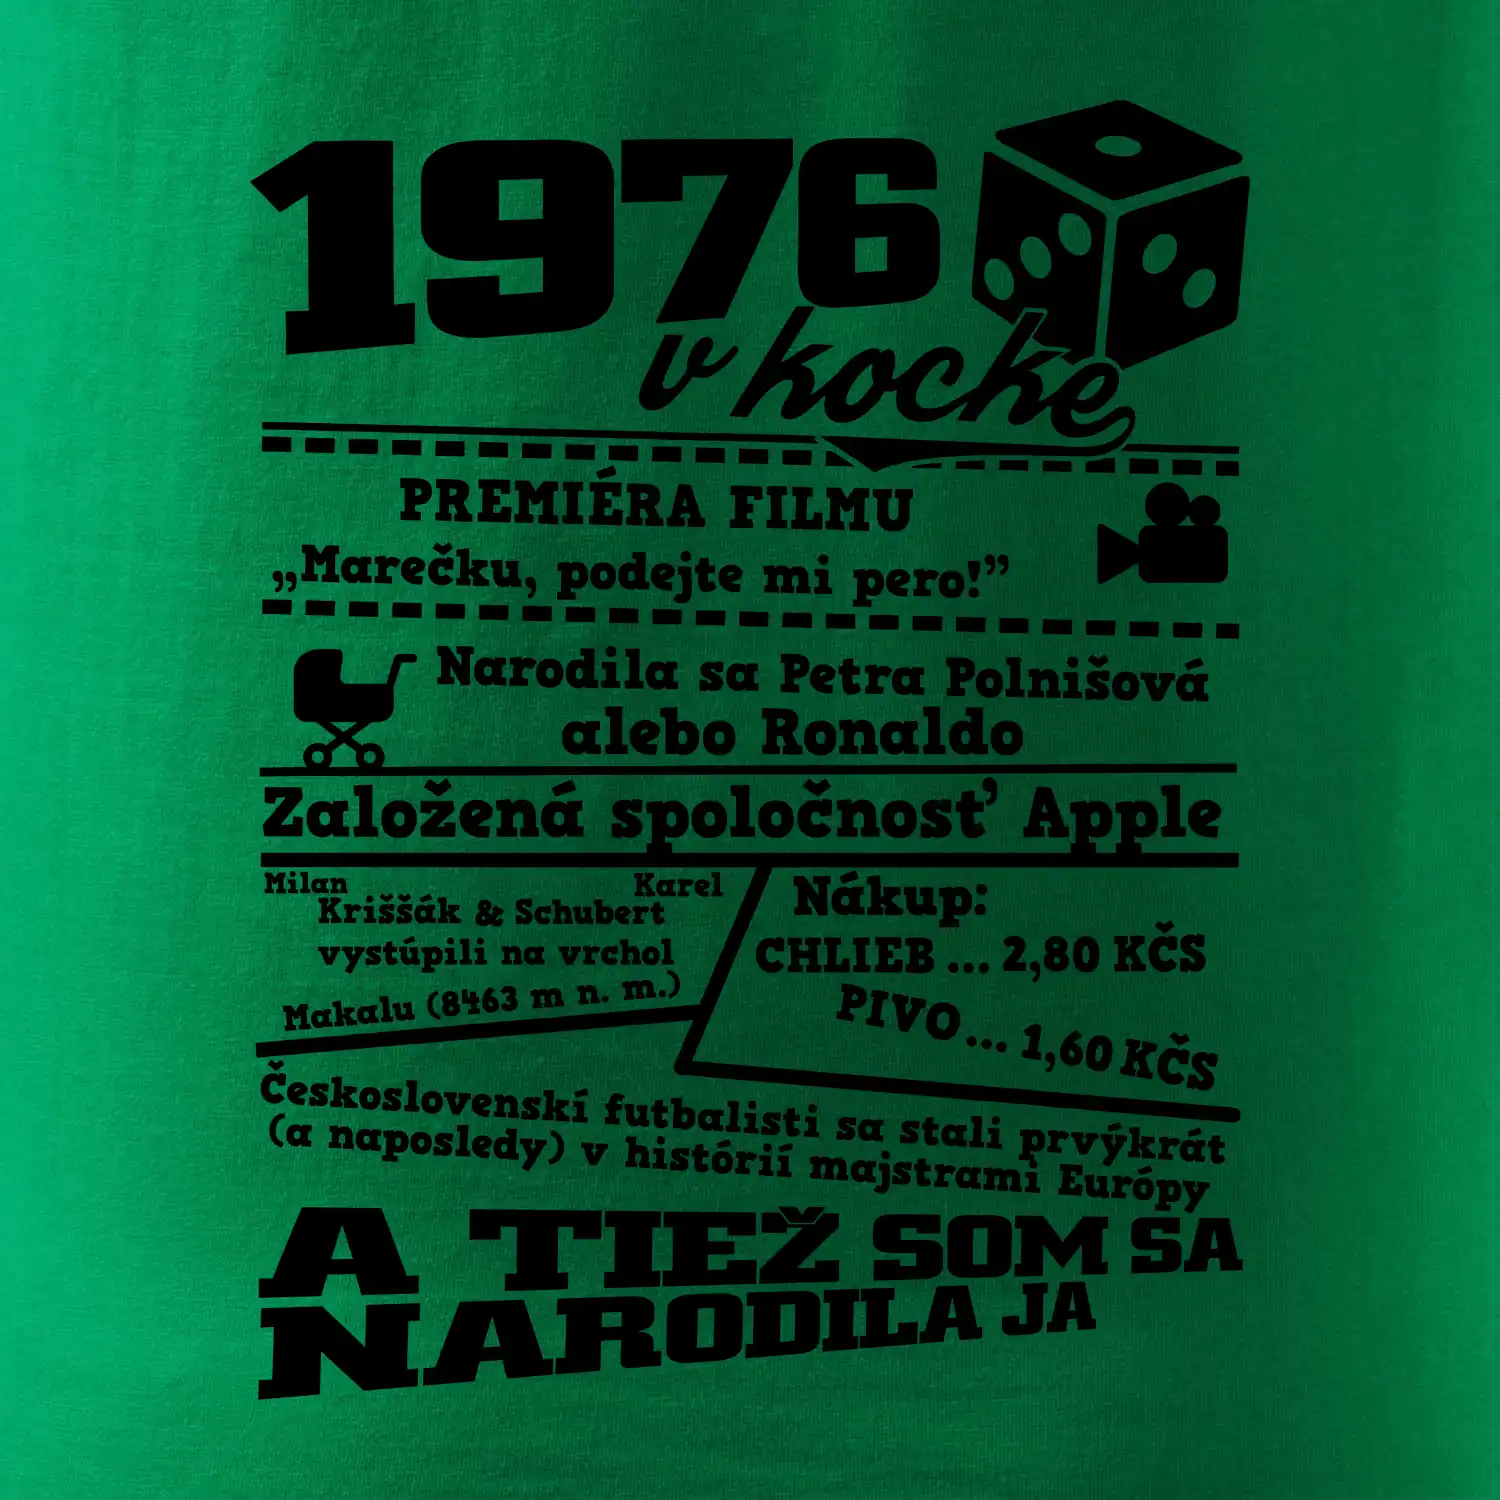 1976
v kocke
PREMIÉRA FILMU
„Marečku, podejte mi pero!”
Narodila sa Petra Polnišová
alebo Ronaldo
Založená spoločnosť Apple
Milan Karel
Kriššák & Schubert
vystúpili na vrchol
Makalu (8463 m n. m.)
Nákup:
CHLIEB ... 2,80 KČS
PIVO ... 1,60 KČS
Československí futbalisti sa stali prvýkrát
(a naposledy) v histórií majstrami Európy
A TIEŽ SOM SA
NARODILA JA